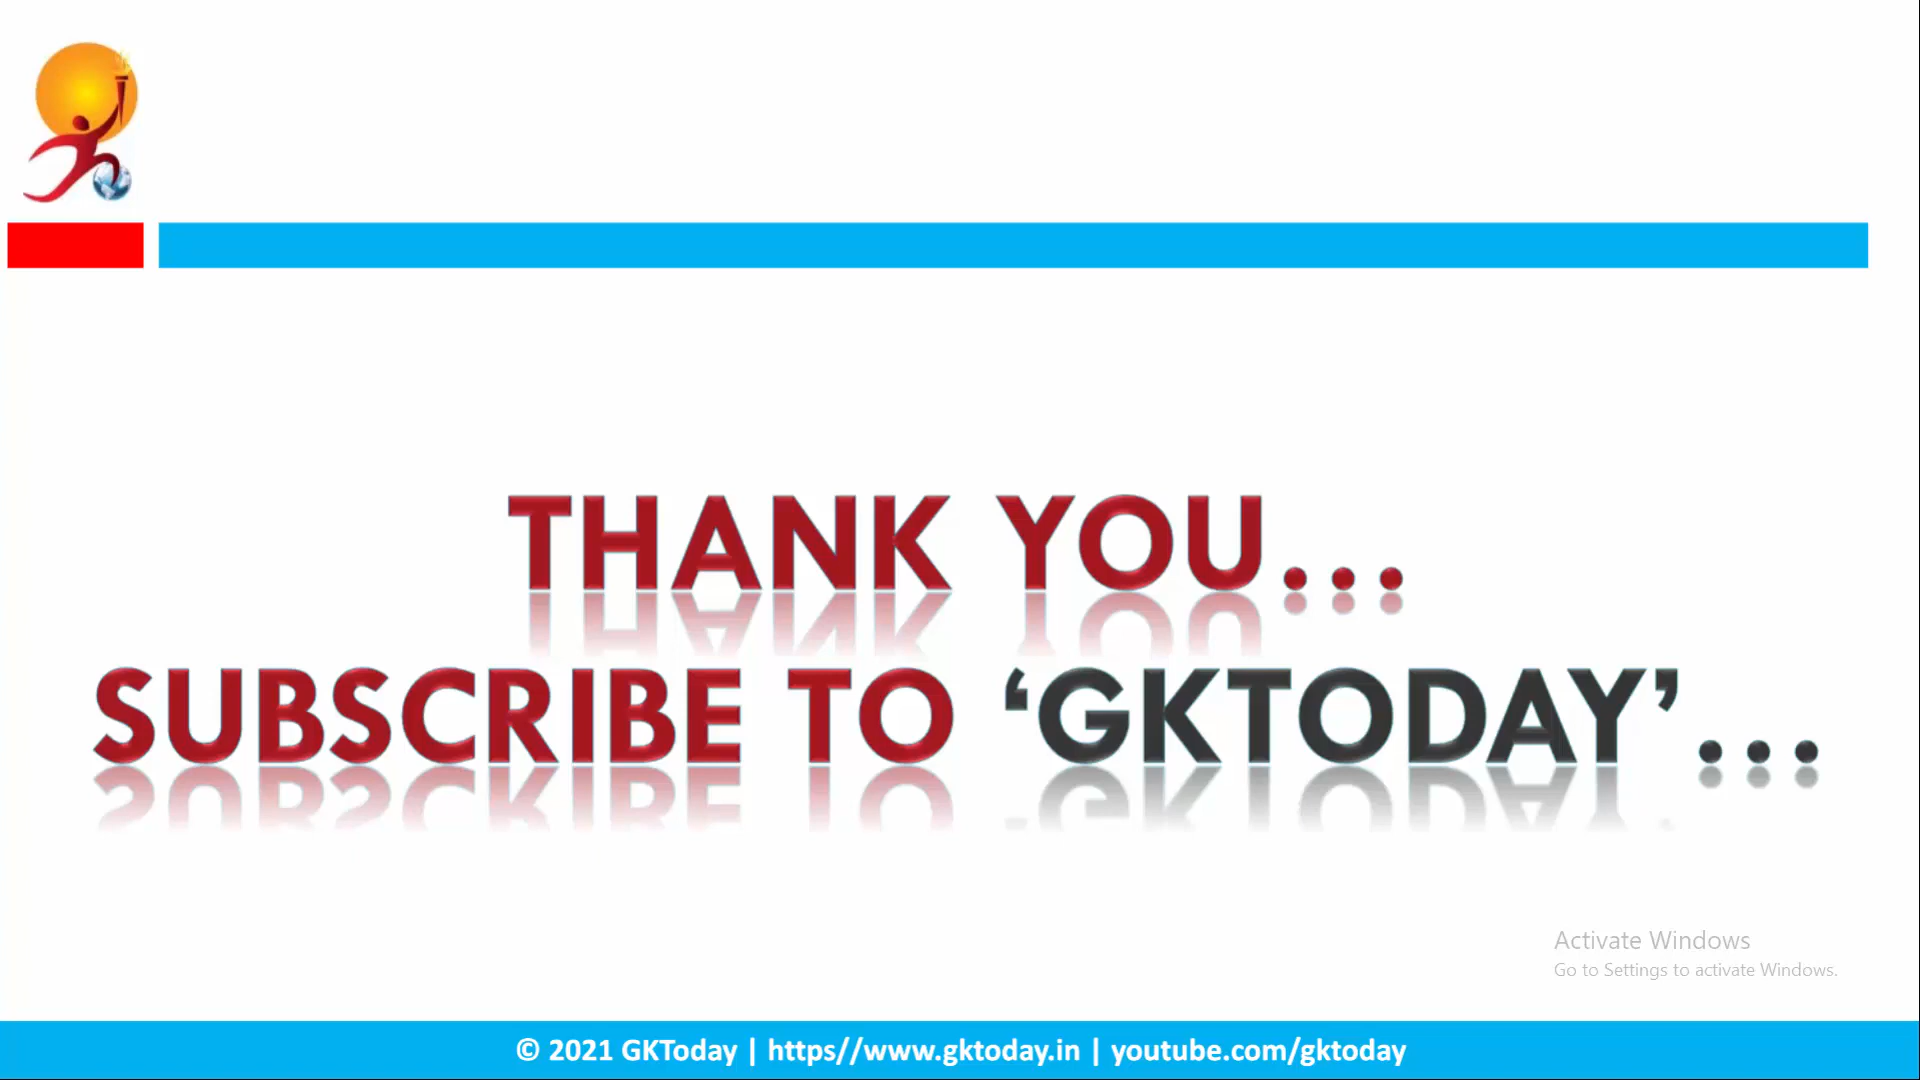 THANK YOU...
SUBSCRIBE TO ‘GKTODAY’...
Activate Windows
Go to Settings to activate Windows.
© 2021 GKToday | https//www.gktoday.in | youtube.com/gktoday